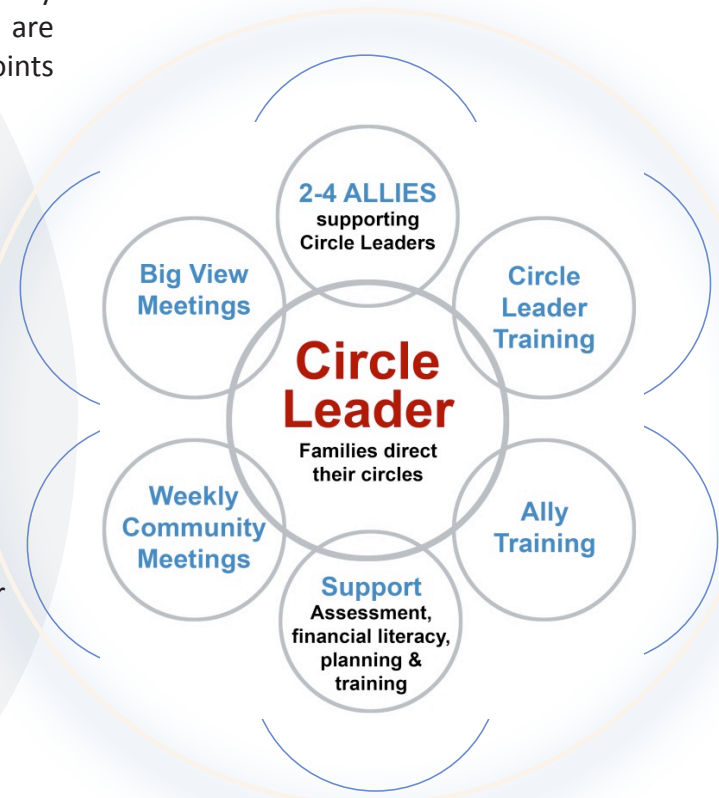 are
oints
2-4 ALLIES
supporting
Circle Leaders
Big View
Meetings
Circle
Leader
Training
Circle
Leader
Families direct
their circles
Weekly
Community
Meetings
Ally
Training
Support
Assessment,
financial literacy,
planning &
training
r